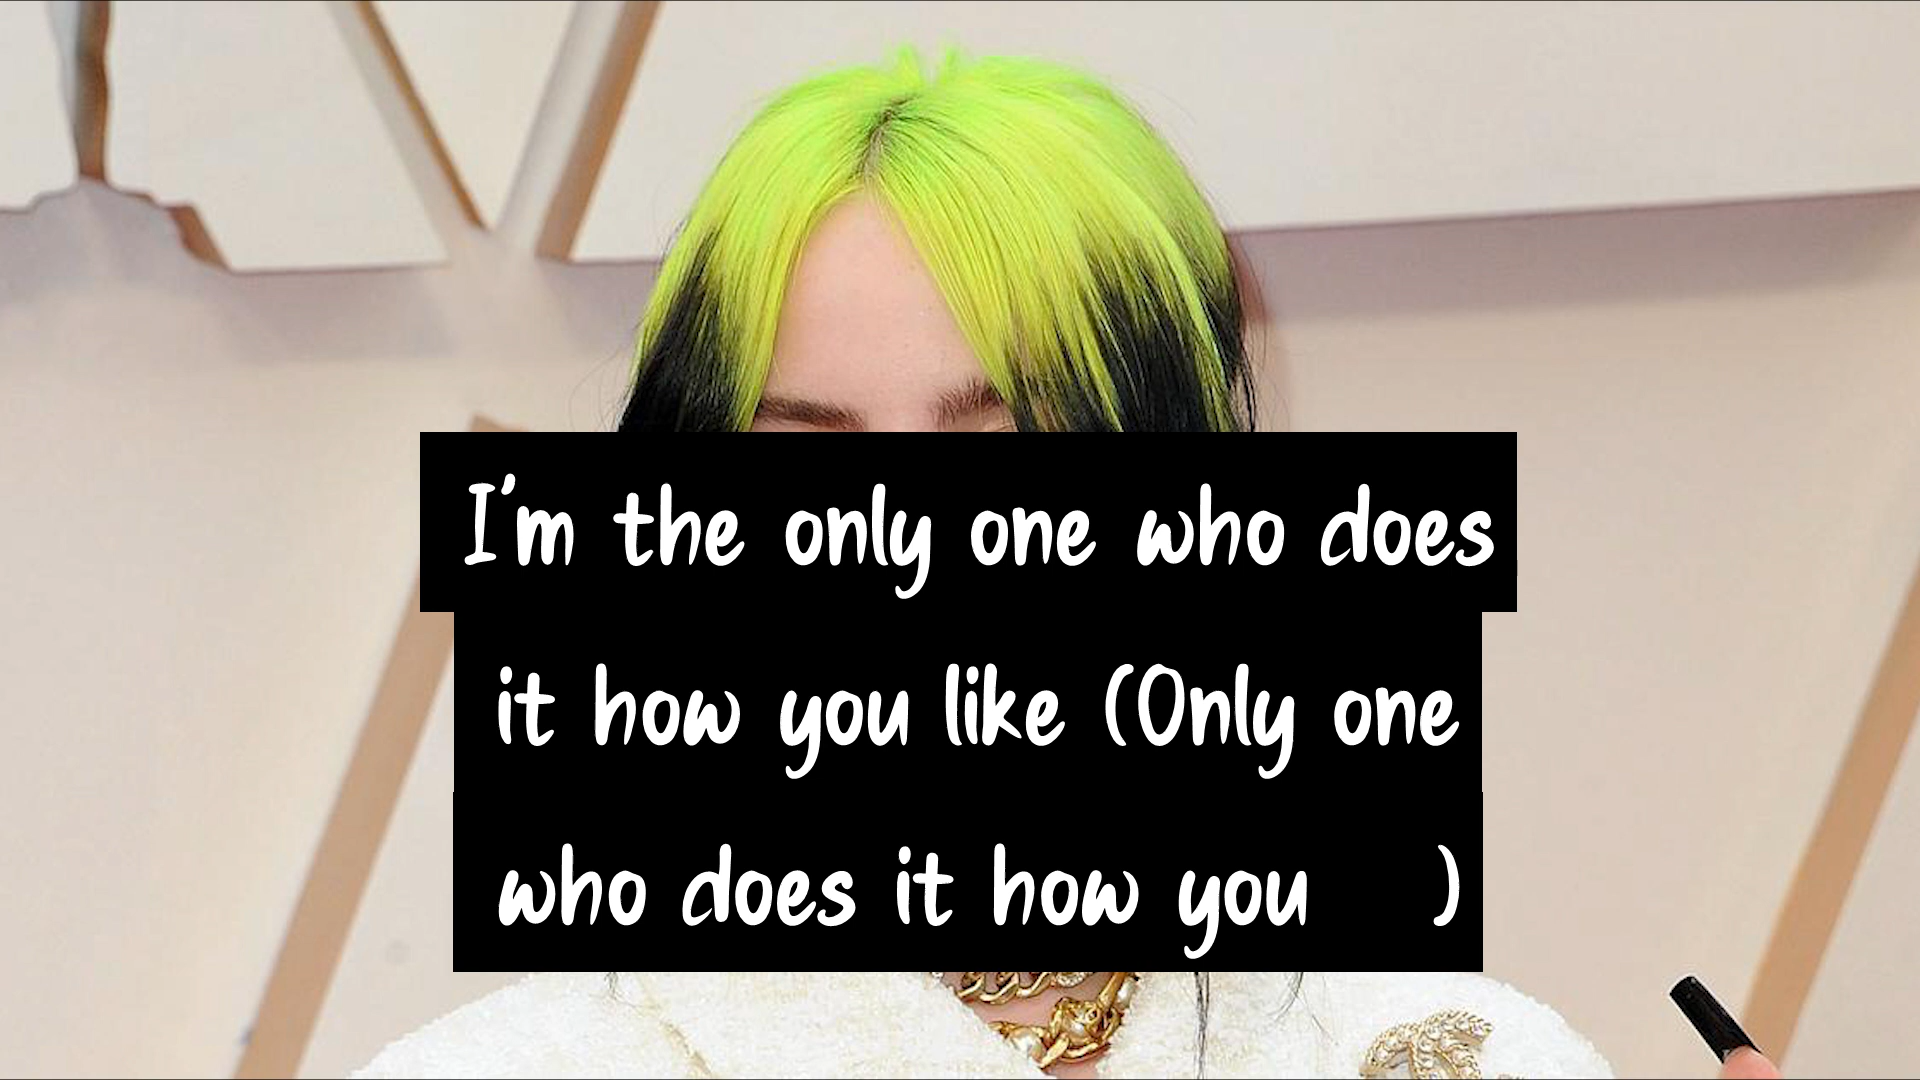 I'm the only one who does
it how you like (Only one
who does it how you )